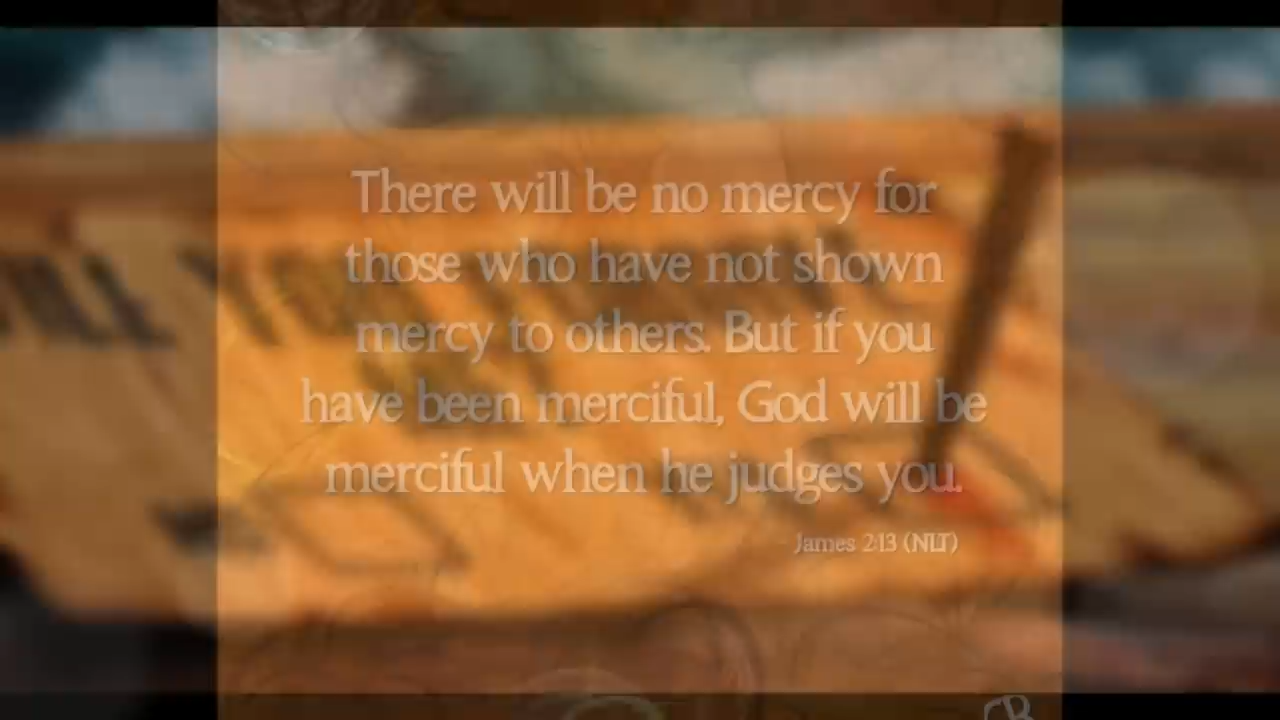 There will be no mercy for
those who have not shown
mercy to others. But if you
have been merciful, God will be
merciful when he judges you.
James 2:13 (NLT)